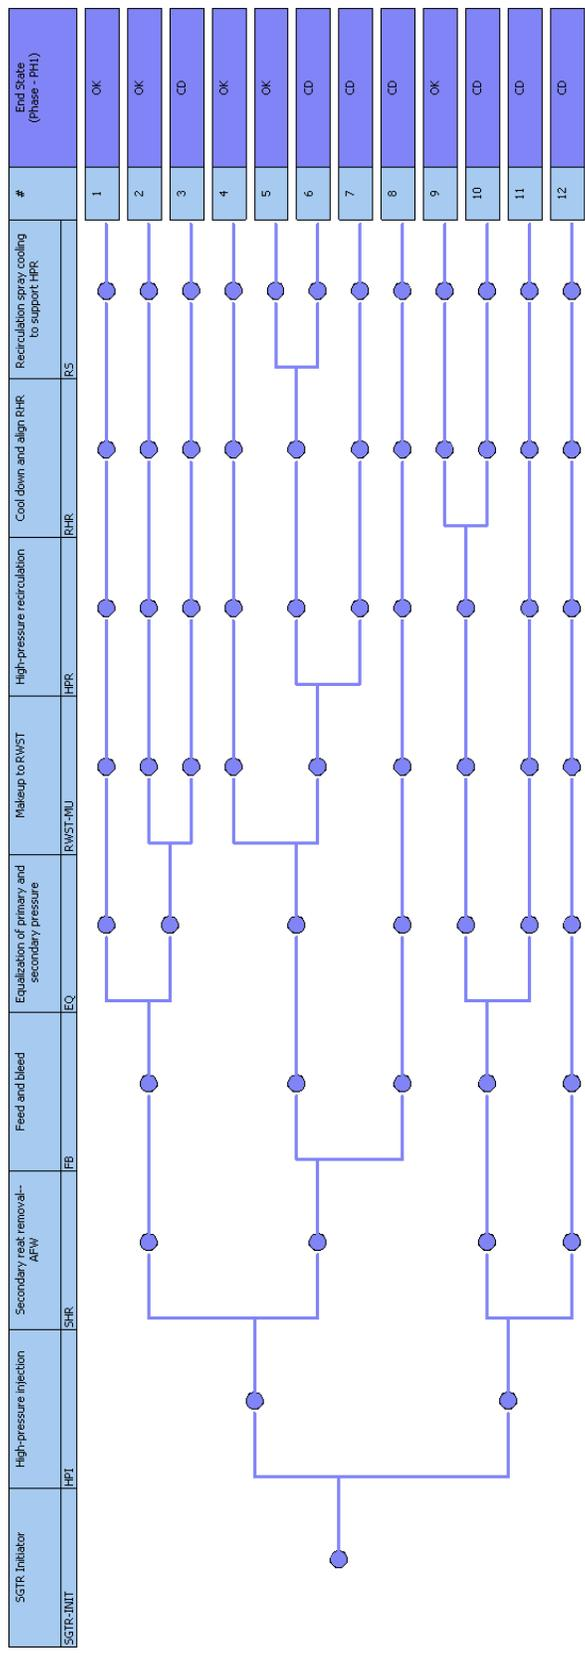 SGTR Initiator
SGTR-INIT
High-pressure injection
HPI
Secondary reat removal--
AFW
SHR
Feed and bleed
FB
Equalization of primary and
secondary pressure
EQ
Makeup to RWST
RWST-MU
High-pressure recirculation
HPR
Cool down and align RHR
RHR
Recirculation spray cooling
to support HPR
RS
#
End State
(Phase - PH1)
1
OK
2
OK
3
CD
4
OK
5
OK
6
CD
7
CD
8
CD
9
OK
10
CD
11
CD
12
CD